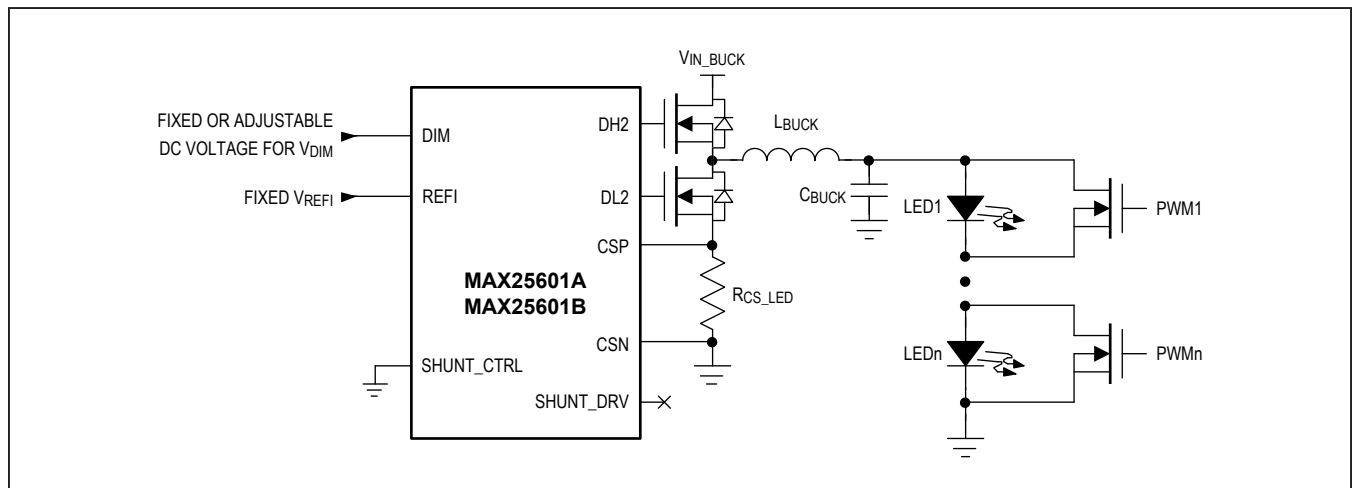 FIXED OR ADJUSTABLE
DC VOLTAGE FOR VDIM
FIXED VREFI
DIM
REFI
SHUNT_CTRL
MAX25601A
MAX25601B
DH2
DL2
CSP
CSN
SHUNT_DRV
VIN_BUCK
LBUCK
CBUCK
RCS_LED
LED1
PWM1
LEDn
PWMn